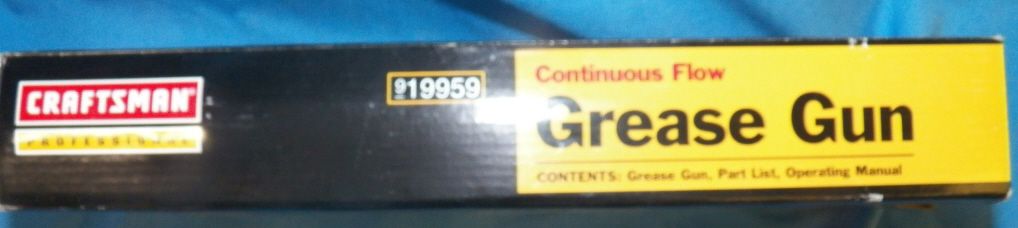 CRAFTSMAN®
PROFESSIONAL
919959
Continuous Flow
Grease Gun
CONTENTS: Grease Gun, Part List, Operating Manual